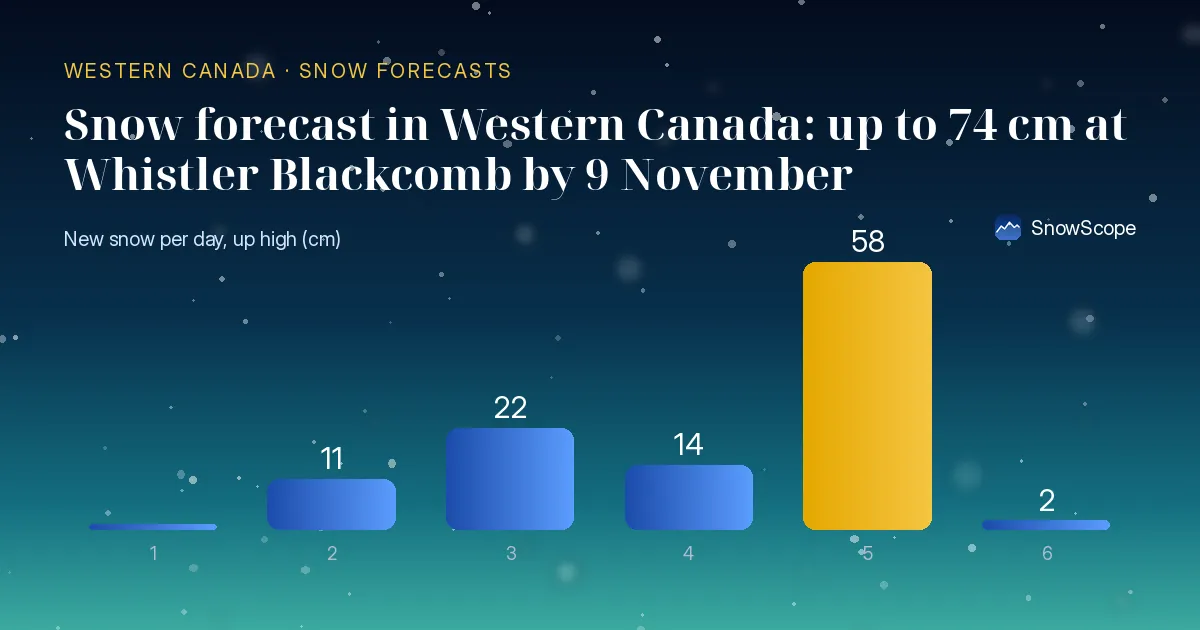 WESTERN CANADA · SNOW FORECASTS
Snow forecast in Western Canada: up to 74 cm at
Whistler Blackcomb by 9 November
New snow per day, up high (cm)
SnowScope
58
22
14
11
2
1
2
3
4
5
6